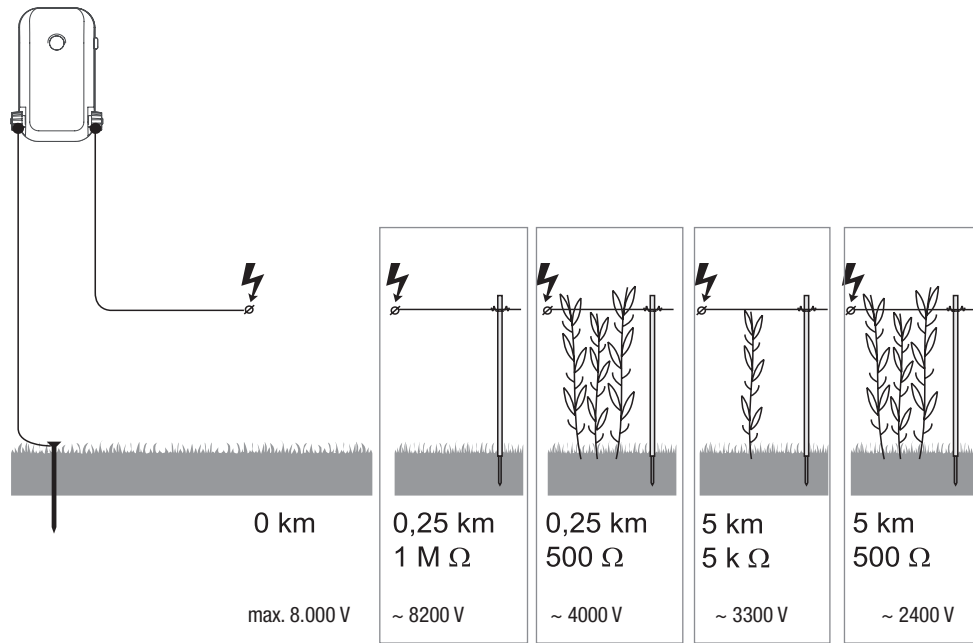 0 km
max. 8.000 V
0,25 km
1 M Ω
~ 8200 V
0,25 km
500 Ω
~ 4000 V
5 km
5 k Ω
~ 3300 V
5 km
500 Ω
~ 2400 V